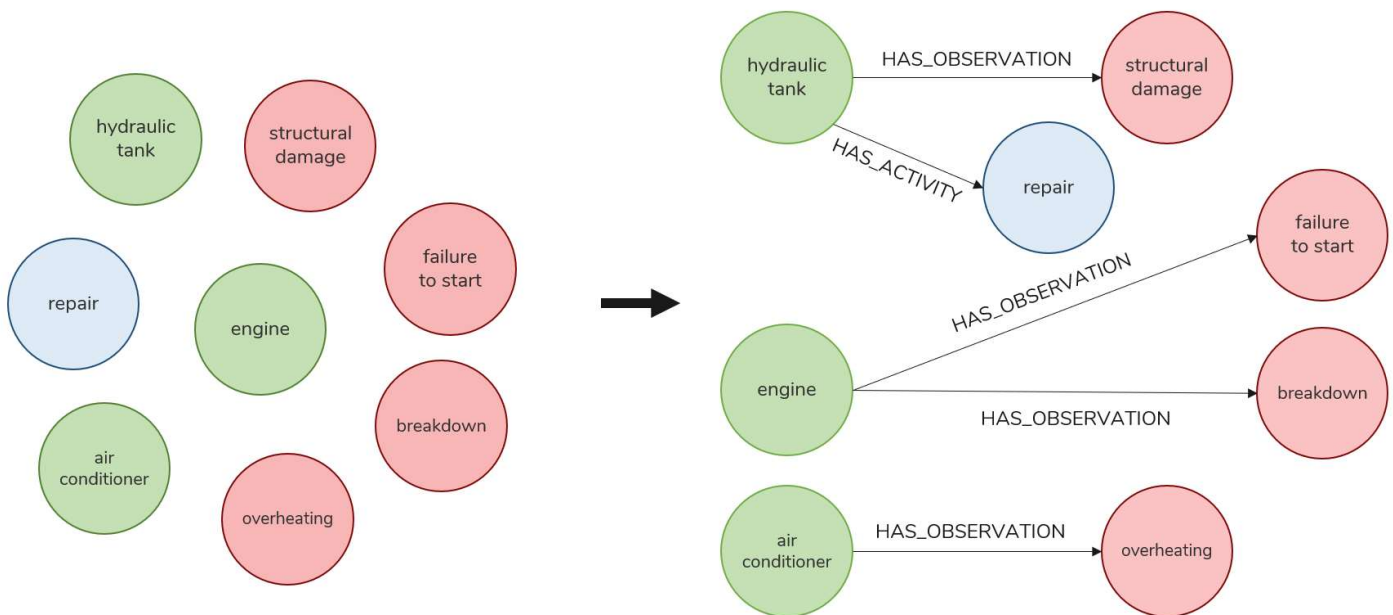 hydraulic
tank
structural
damage
failure
to start
repair
engine
breakdown
air
conditioner
overheating
hydraulic
tank
HAS_OBSERVATION
structural
damage
HAS_ACTIVITY
repair
failure
to start
HAS_OBSERVATION
engine
HAS_OBSERVATION
breakdown
air
conditioner
HAS_OBSERVATION
overheating